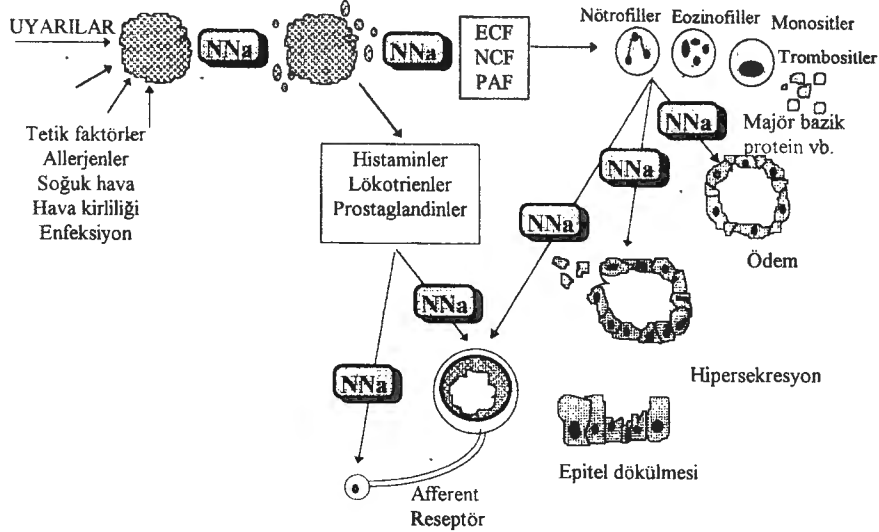 UYARILAR
NNa
NNa
ECF
NCF
PAF
Nötrofiller
Eozinofiller
Monositler
Trombositler
Tetik faktörler
Allerjenler
Soğuk hava
Hava kirliliği
Enfeksiyon
Histaminler
Lökotrienler
Prostaglandinler
NNa
NNa
NNa
Majör bazik
protein vb.
Ödem
NNa
NNa
Hipersekresyon
Epitel dökülmesi
Afferent
Reseptör